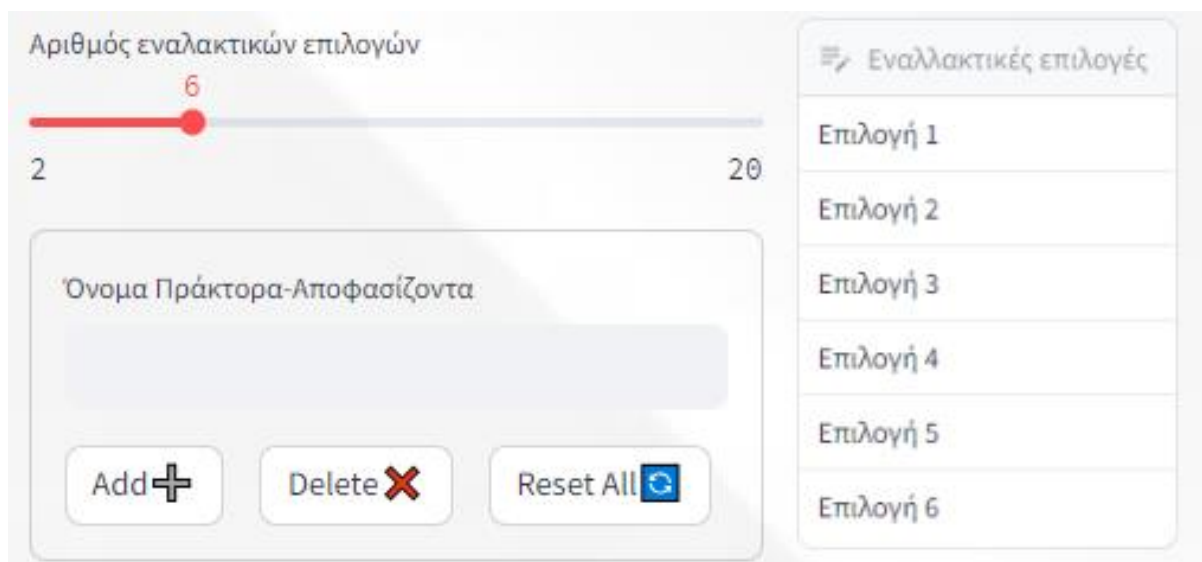 Αριθμός εναλακτικών επιλογών
6
2 20
Όνομα Πράκτορα-Αποφασίζοντα
Add Delete Reset All
Εναλλακτικές επιλογές
Επιλογή 1
Επιλογή 2
Επιλογή 3
Επιλογή 4
Επιλογή 5
Επιλογή 6